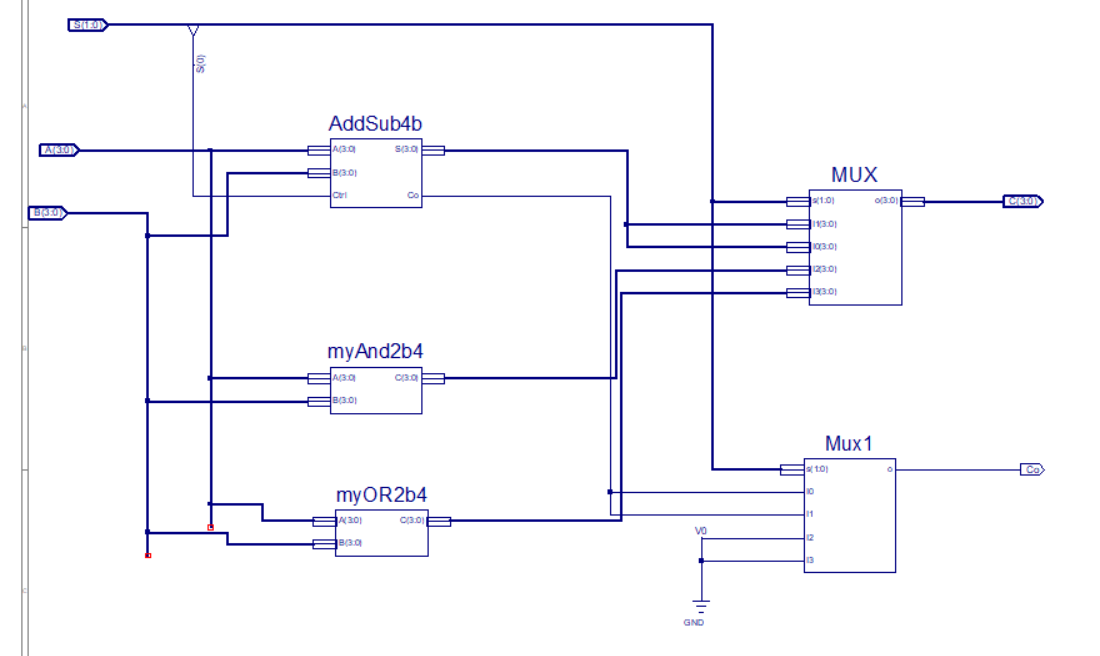 S(1:0)
S(0)
A
AddSub4b
A(3:0)
A(3:0)
S(3:0)
B(3:0)
Ctrl
Co
B(3:0)
MUX
s(1:0)
o(3:0)
C(3:0)
I1(3:0)
I0(3:0)
I2(3:0)
I3(3:0)
B
myAnd2b4
A(3:0)
C(3:0)
B(3:0)
Mux1
s(1:0)
o
Co
I0
I1
I2
I3
myOR2b4
A(3:0)
C(3:0)
B(3:0)
V0
C
GND